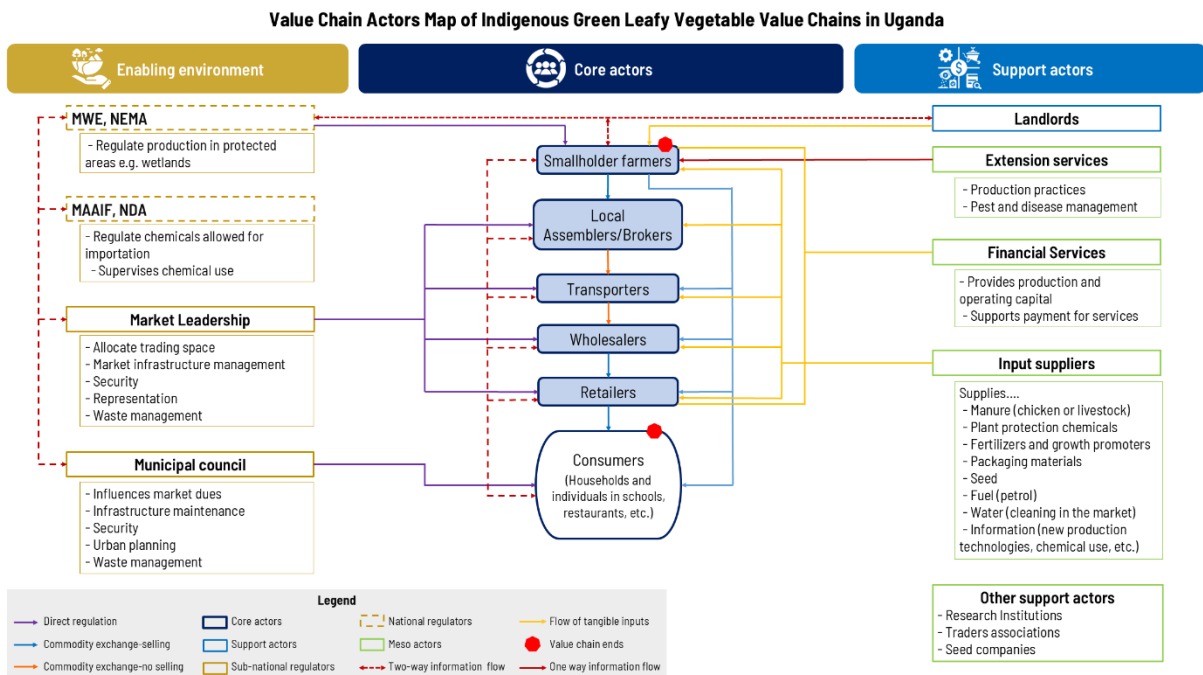 Value Chain Actors Map of Indigenous Green Leafy Vegetable Value Chains in Uganda
Enabling environment
Core actors
Support actors
MWE, NEMA
- Regulate production in protected
areas e.g. wetlands
MAAIF, NDA
- Regulate chemicals allowed for
importation
- Supervises chemical use
Market Leadership
- Allocate trading space
- Market infrastructure management
- Security
- Representation
- Waste management
Municipal council
- Influences market dues
- Infrastructure maintenance
- Security
- Urban planning
- Waste management
Smallholder farmers
Local
Assemblers/Brokers
Transporters
Wholesalers
Retailers
Consumers
(Households and
individuals in schools,
restaurants, etc.)
Landlords
Extension services
- Production practices
- Pest and disease management
Financial Services
- Provides production and
operating capital
- Supports payment for services
Input suppliers
Supplies....
- Manure (chicken or livestock)
- Plant protection chemicals
- Fertilizers and growth promoters
- Packaging materials
- Seed
- Fuel (petrol)
- Water (cleaning in the market)
- Information (new production
technologies, chemical use, etc.)
Other support actors
- Research Institutions
- Traders associations
- Seed companies
Legend
Direct regulation
Core actors
National regulators
Flow of tangible inputs
Commodity exchange-selling
Support actors
Meso actors
Value chain ends
Commodity exchange-no selling
Sub-national regulators
Two-way information flow
One way information flow